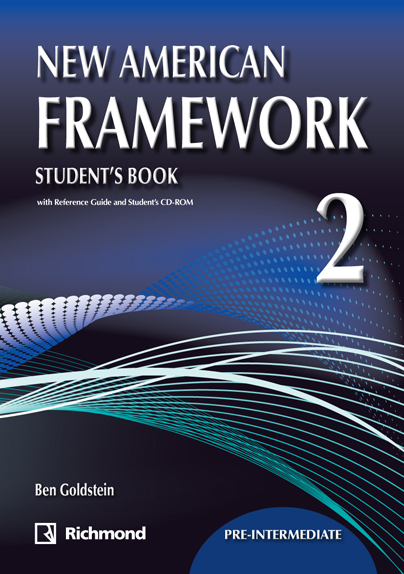 NEW AMERICAN
FRAMEWORK
STUDENT'S BOOK
with Reference Guide and Student's CD-ROM
2
Ben Goldstein
Richmond
PRE-INTERMEDIATE